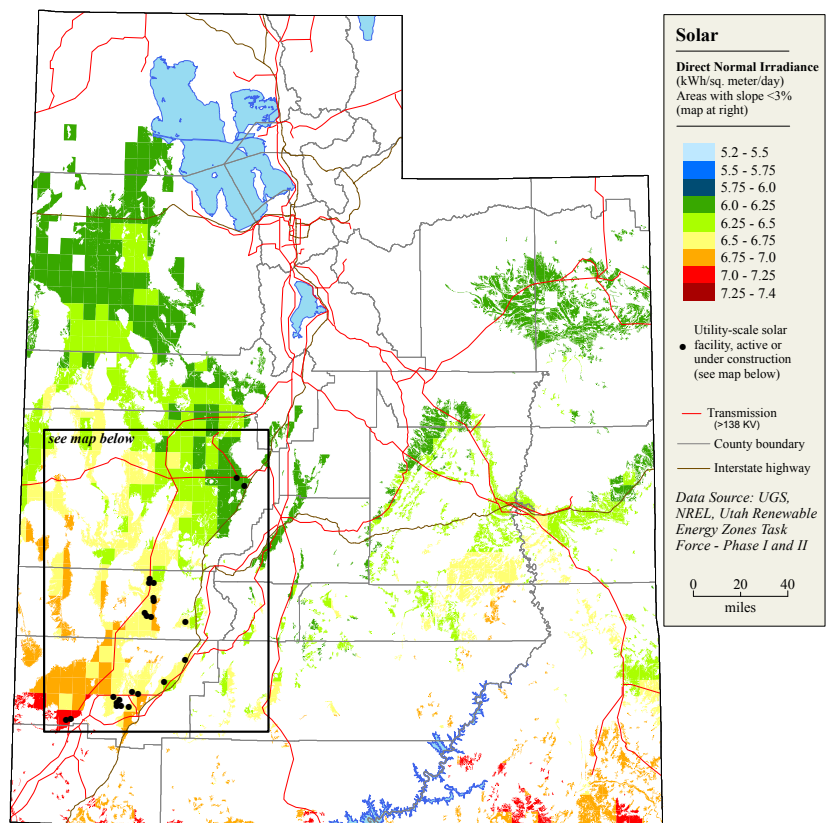 Solar
Direct Normal Irradiance
(kWh/sq. meter/day)
Areas with slope <3%
(map at right)
5.2 - 5.5
5.5 - 5.75
5.75 - 6.0
6.0 - 6.25
6.25 - 6.5
6.5 - 6.75
6.75 - 7.0
7.0 - 7.25
7.25 - 7.4
Utility-scale solar
facility, active or
under construction
(see map below)
Transmission
(>138 KV)
County boundary
Interstate highway
Data Source: UGS,
NREL, Utah Renewable
Energy Zones Task
Force - Phase I and II
0 20 40
miles
see map below